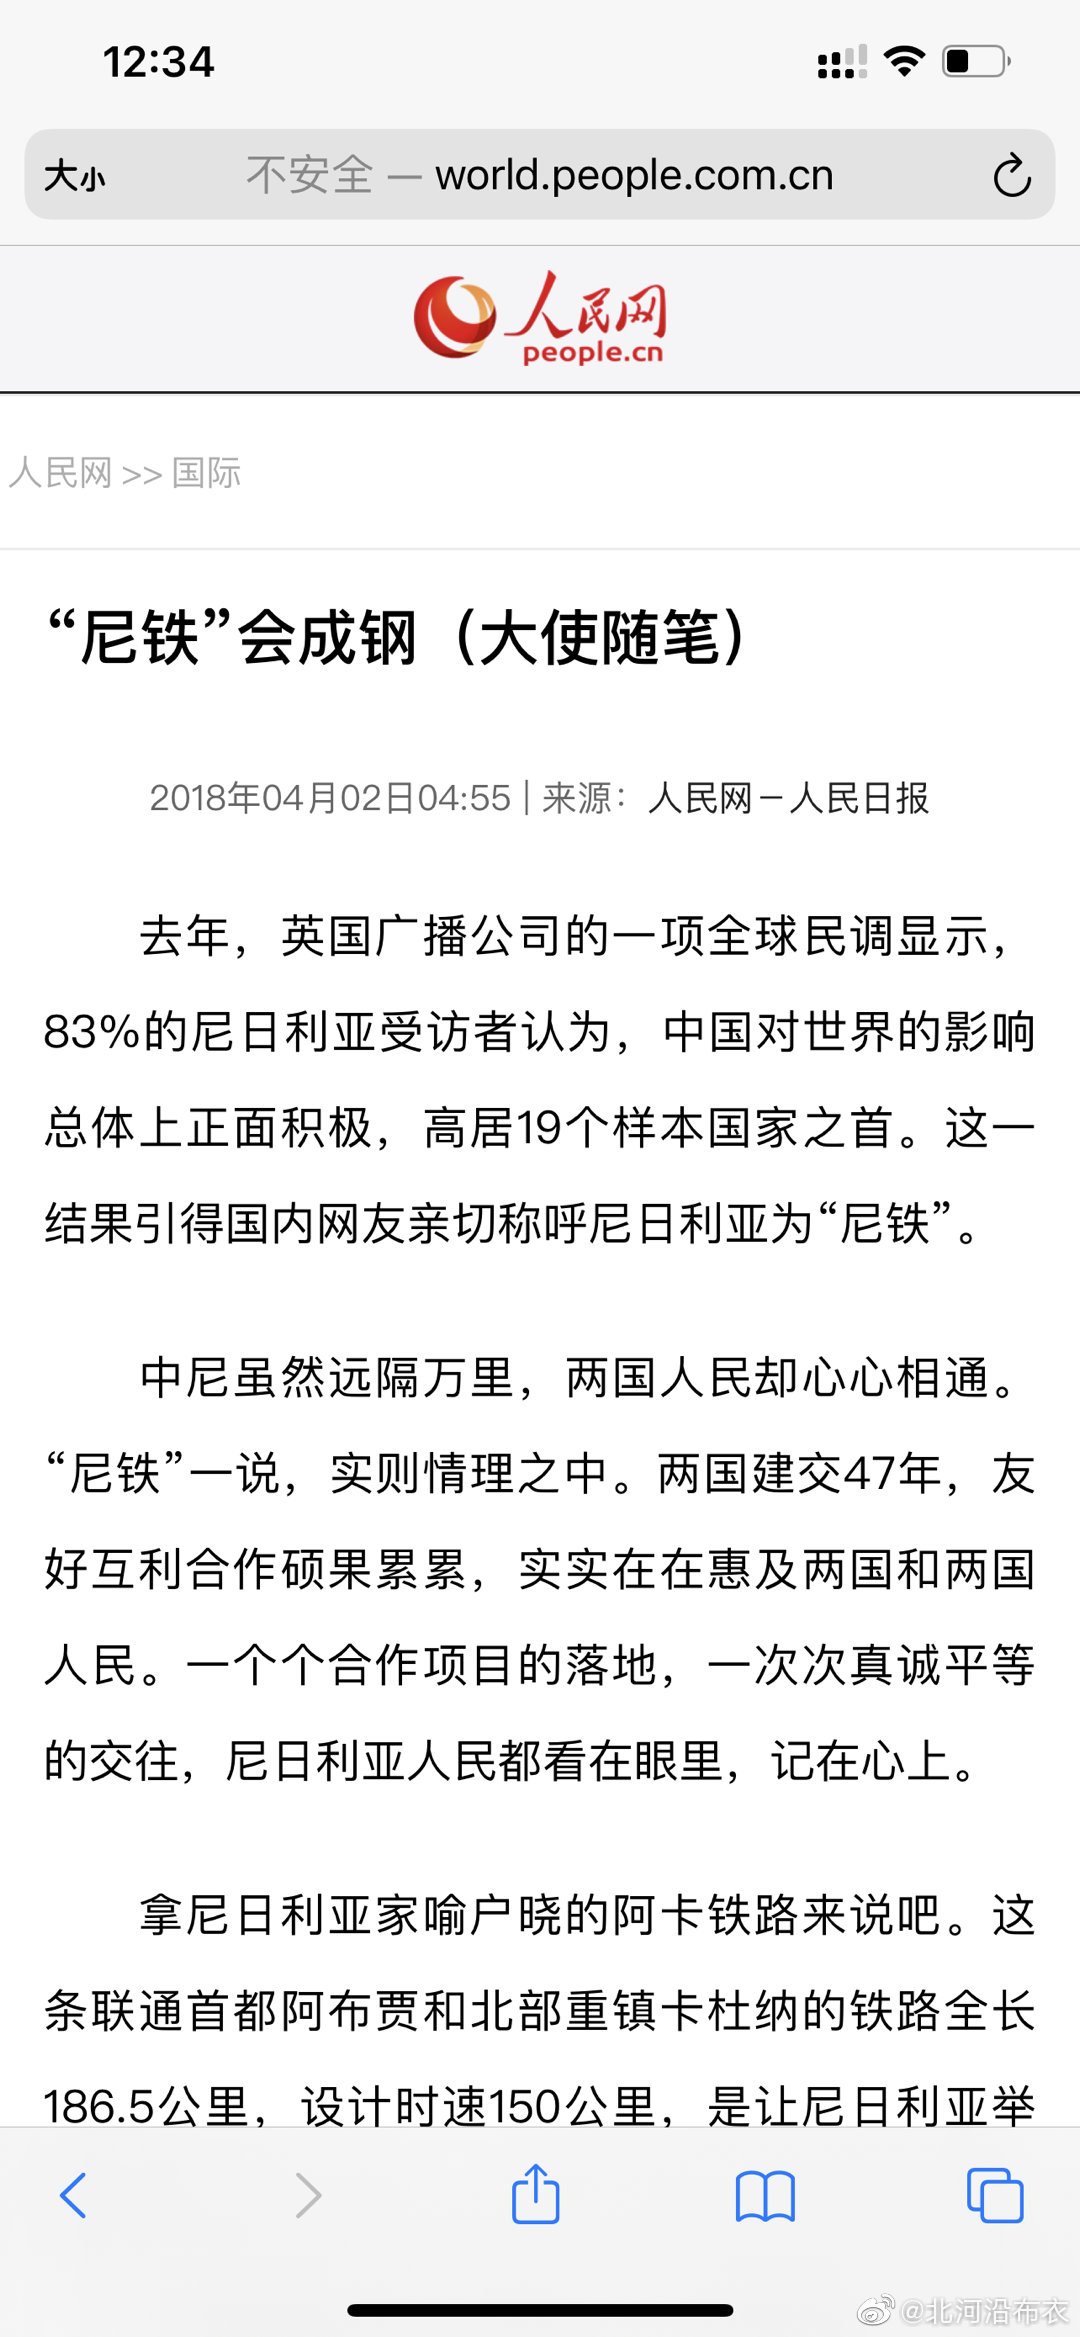 12:34
大小 不安全 — world.people.com.cn
人民网
people.cn
人民网 >> 国际
“尼铁”会成钢（大使随笔）
2018年04月02日04:55 | 来源：人民网－人民日报
去年，英国广播公司的一项全球民调显示，
83%的尼日利亚受访者认为，中国对世界的影响
总体上正面积极，高居19个样本国家之首。这一
结果引得国内网友亲切称呼尼日利亚为“尼铁”。
中尼虽然远隔万里，两国人民却心心相通。
“尼铁”一说，实则情理之中。两国建交47年，友
好互利合作硕果累累，实实在在惠及两国和两国
人民。一个个合作项目的落地，一次次真诚平等
的交往，尼日利亚人民都看在眼里，记在心上。
拿尼日利亚家喻户晓的阿卡铁路来说吧。这
条联通首都阿布贾和北部重镇卡杜纳的铁路全长
186.5公里，设计时速150公里，是让尼日利亚举
@北河沿布衣